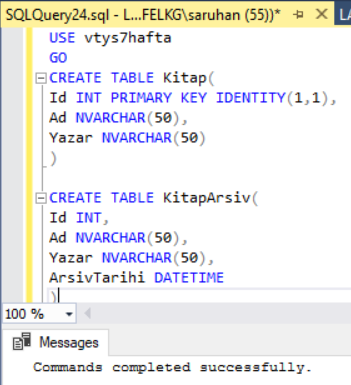 SQLQuery24.sql - L...FELKG\saruhan (55))*
USE vtys7hafta
GO
CREATE TABLE Kitap(
Id INT PRIMARY KEY IDENTITY(1,1),
Ad NVARCHAR(50),
Yazar NVARCHAR(50)
)
CREATE TABLE KitapArsiv(
Id INT,
Ad NVARCHAR(50),
Yazar NVARCHAR(50),
ArsivTarihi DATETIME
)
100 %
Messages
Commands completed successfully.